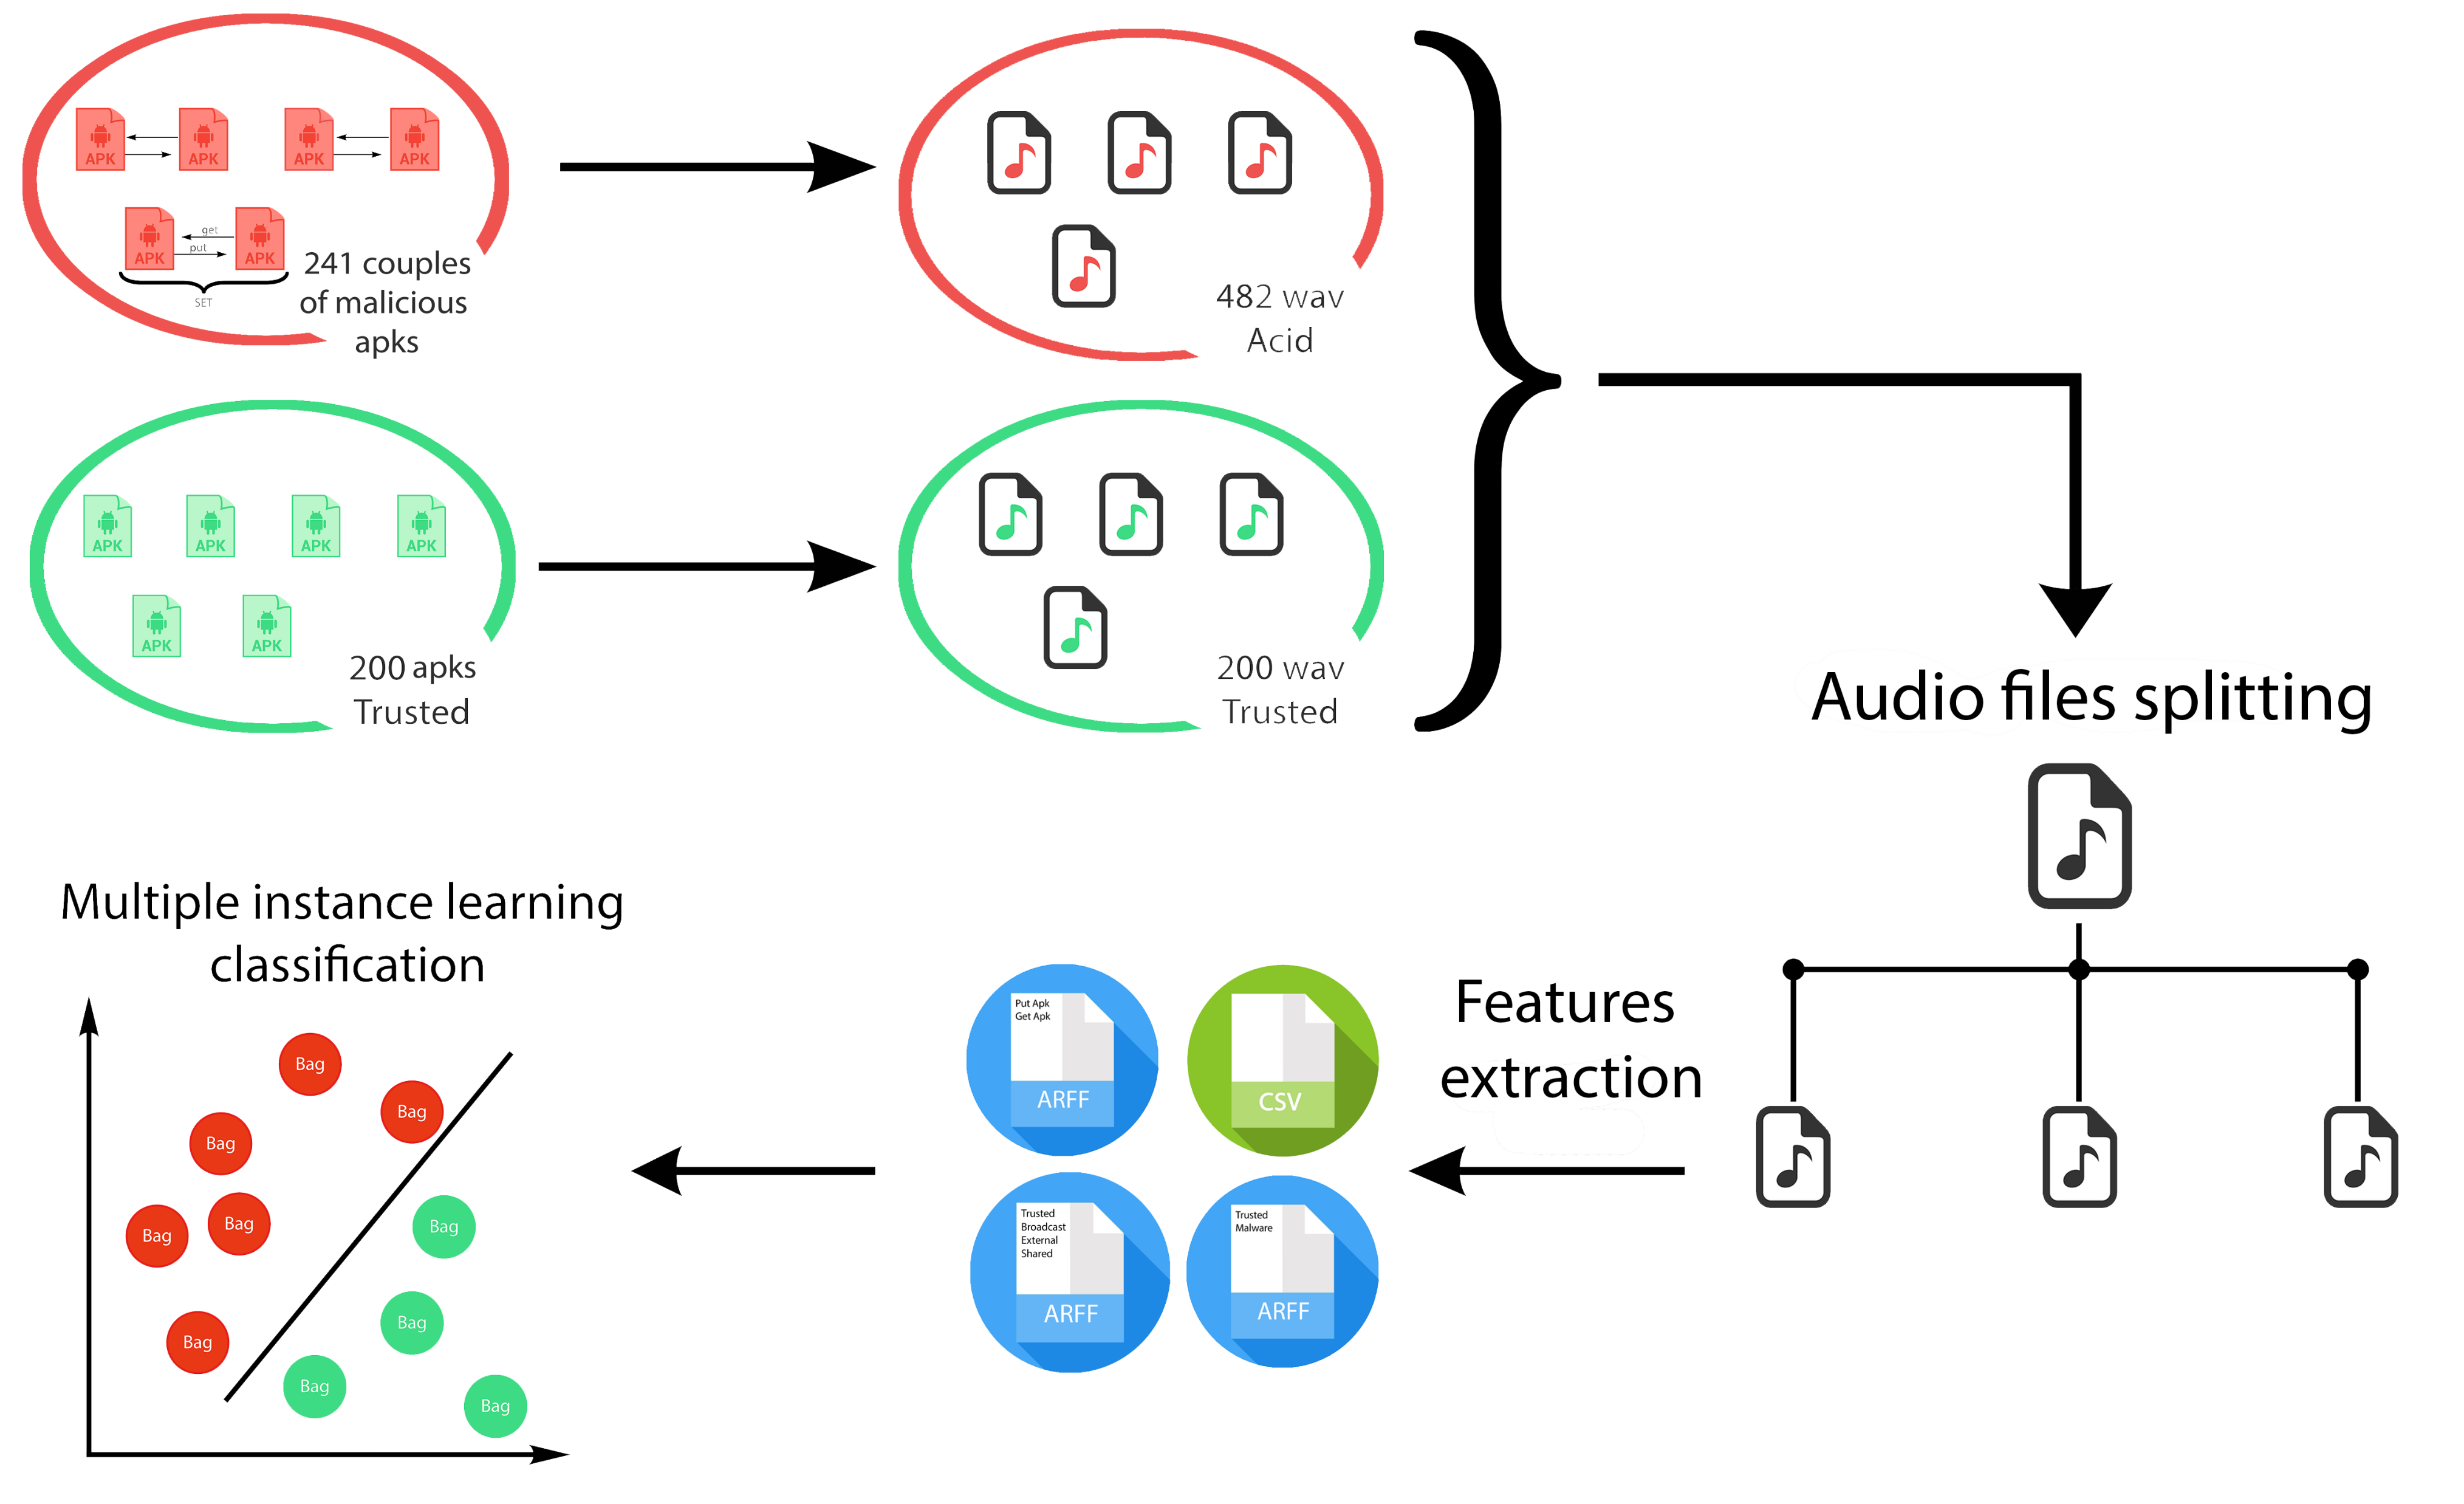 APK
APK
APK
APK
get
put
APK
APK
SET
241 couples
of malicious
apks
482 wav
Acid
APK
APK
APK
APK
APK
APK
200 apks
Trusted
200 wav
Trusted
Audio files splitting
Features
extraction
Put Apk
Get Apk
ARFF
CSV
Trusted
Broadcast
External
Shared
ARFF
Trusted
Malware
ARFF
Multiple instance learning
classification
Bag
Bag
Bag
Bag
Bag
Bag
Bag
Bag
Bag
Bag